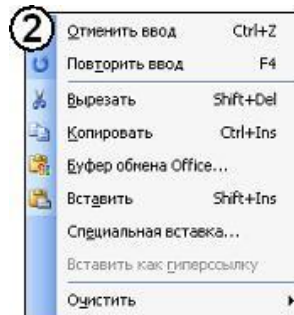 2
Отменить ввод Ctrl+Z
Повторить ввод F4
Вырезать Shift+Del
Копировать Ctrl+Ins
Буфер обмена Office...
Вставить Shift+Ins
Специальная вставка...
Вставить как гиперссылку
Очистить